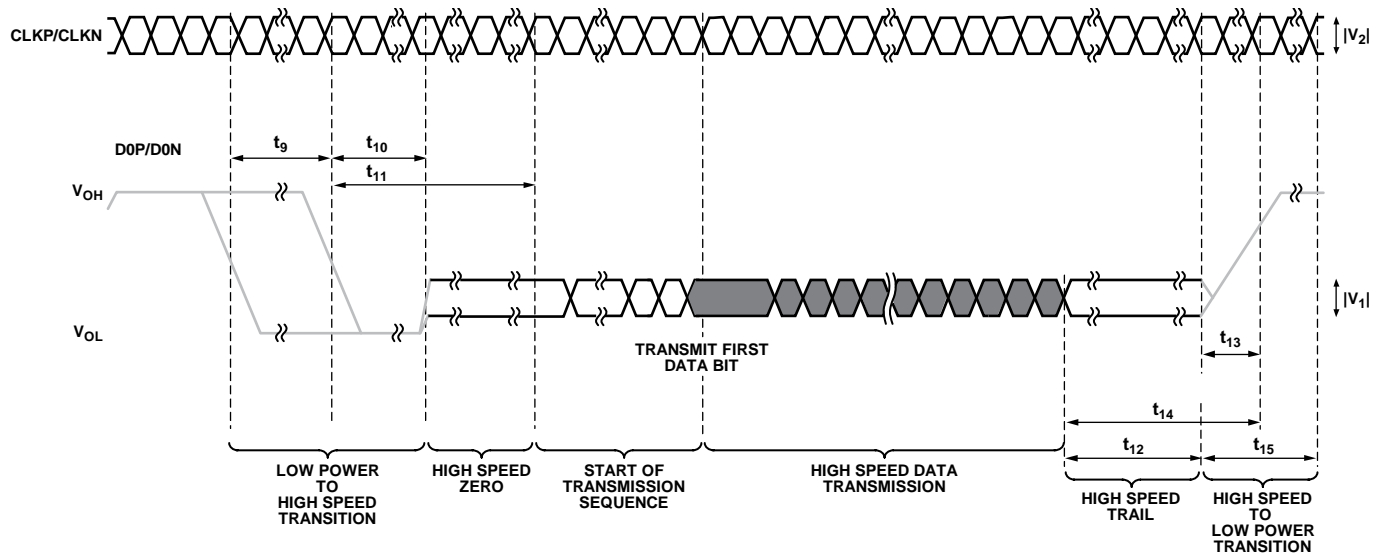 CLKP/CLKN
|V2|
D0P/D0N
t9
t10
t11
VOH
VOL
|V1|
TRANSMIT FIRST
DATA BIT
t13
t14
t12
t15
LOW POWER
TO
HIGH SPEED
TRANSITION
HIGH SPEED
ZERO
START OF
TRANSMISSION
SEQUENCE
HIGH SPEED DATA
TRANSMISSION
HIGH SPEED
TRAIL
HIGH SPEED
TO
LOW POWER
TRANSITION